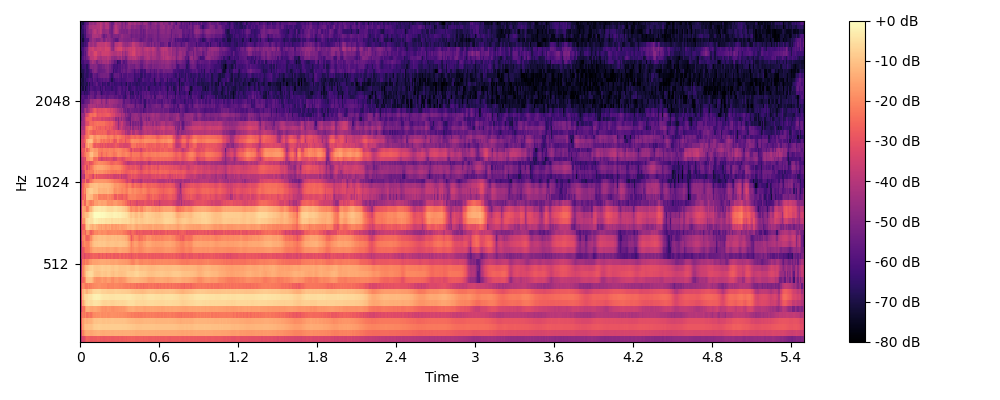 +0 dB
-10 dB
2048
-20 dB
-30 dB
1024
-40 dB
Hz
-50 dB
512
-60 dB
-70 dB
-80 dB
0 0.6 1.2 1.8 2.4 3 3.6 4.2 4.8 5.4
Time